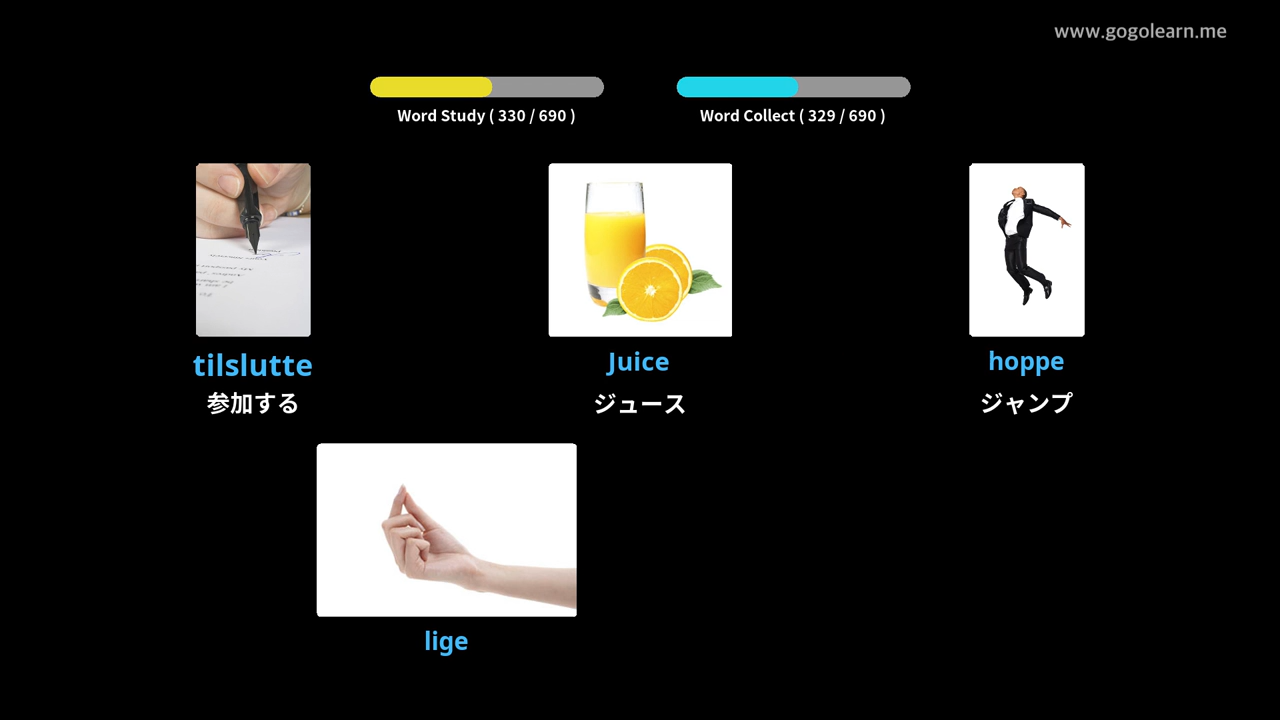 www.gogolearn.me
Word Study ( 330 / 690 )
Word Collect ( 329 / 690 )
tilslutte
参加する
Juice
ジュース
hoppe
ジャンプ
lige